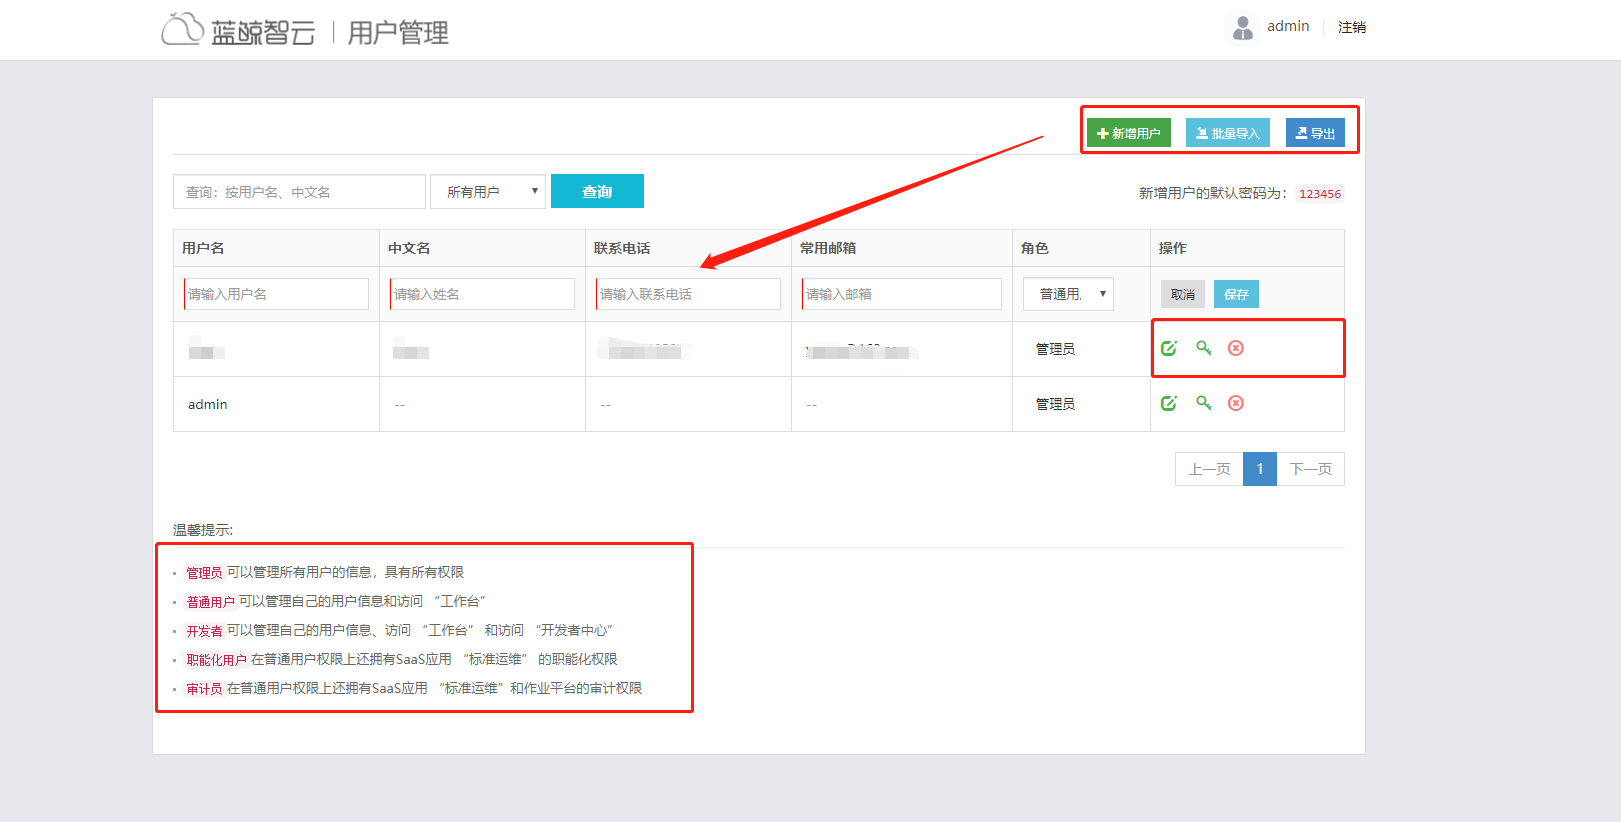 蓝鲸智云 | 用户管理
admin 注销
新增用户 批量导入 导出
查询：按用户名、中文名 所有用户 查询 新增用户的默认密码为： 123456
用户名 中文名 联系电话 常用邮箱 角色 操作
请输入用户名 请输入姓名 请输入联系电话 请输入邮箱 普通用 取消 保存
管理员
admin -- -- -- 管理员
上一页 1 下一页
温馨提示:
• 管理员 可以管理所有用户的信息，具有所有权限
• 普通用户 可以管理自己的用户信息和访问 “工作台”
• 开发者 可以管理自己的用户信息、访问 “工作台” 和访问 “开发者中心”
• 职能化用户 在普通用户权限上还拥有SaaS应用 “标准运维” 的职能化权限
• 审计员 在普通用户权限上还拥有SaaS应用 “标准运维”和作业平台的审计权限